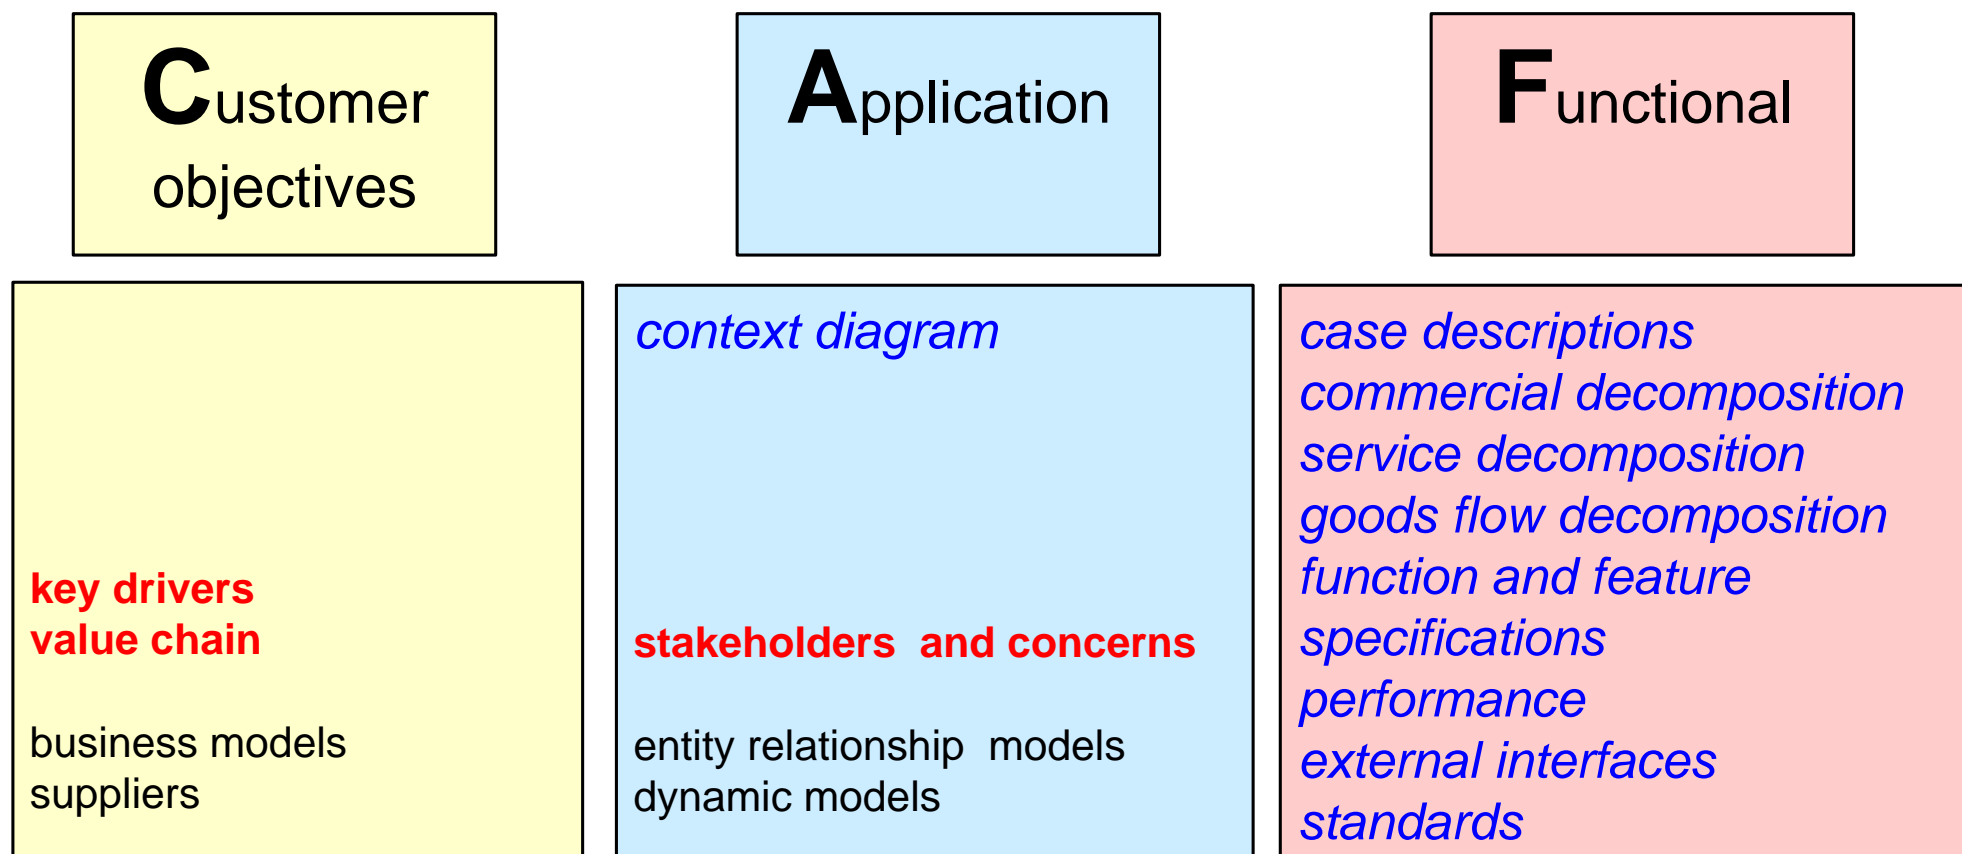 Customer
objectives
key drivers
value chain
business models
suppliers
Application
context diagram
stakeholders and concerns
entity relationship models
dynamic models
Functional
case descriptions
commercial decomposition
service decomposition
goods flow decomposition
function and feature
specifications
performance
external interfaces
standards